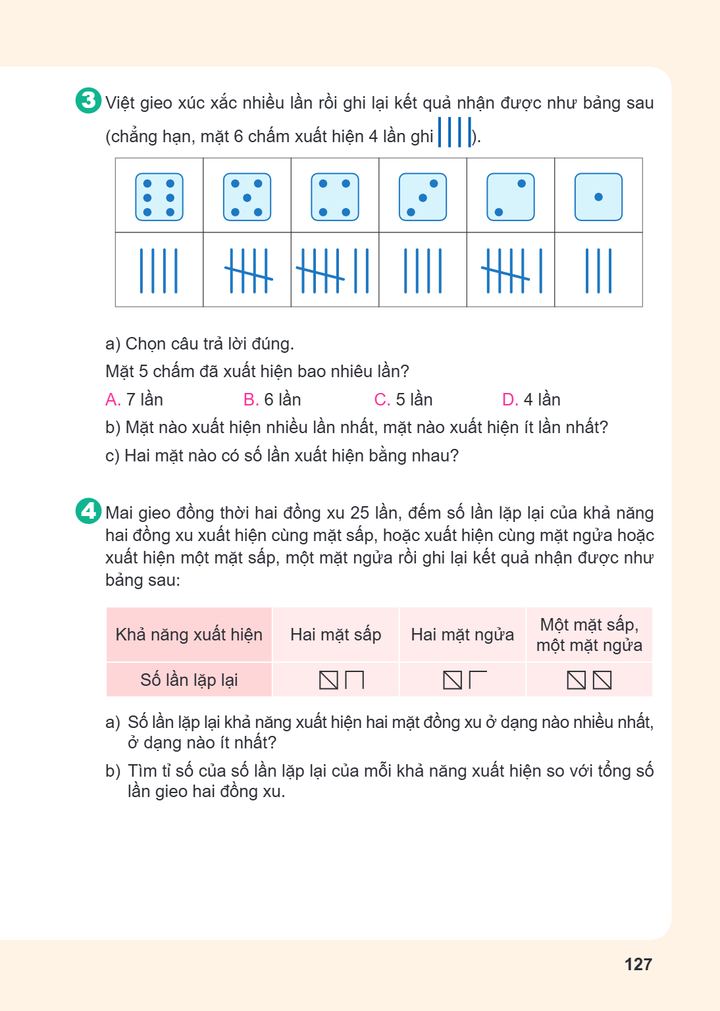 3 Việt gieo xúc xắc nhiều lần rồi ghi lại kết quả nhận được như bảng sau
(chẳng hạn, mặt 6 chấm xuất hiện 4 lần ghi ||||).
a) Chọn câu trả lời đúng.
Mặt 5 chấm đã xuất hiện bao nhiêu lần?
A. 7 lần B. 6 lần C. 5 lần D. 4 lần
b) Mặt nào xuất hiện nhiều lần nhất, mặt nào xuất hiện ít lần nhất?
c) Hai mặt nào có số lần xuất hiện bằng nhau?
4 Mai gieo đồng thời hai đồng xu 25 lần, đếm số lần lặp lại của khả năng
hai đồng xu xuất hiện cùng mặt sấp, hoặc xuất hiện cùng mặt ngửa hoặc
xuất hiện một mặt sấp, một mặt ngửa rồi ghi lại kết quả nhận được như
bảng sau:
Khả năng xuất hiện Hai mặt sấp Hai mặt ngửa Một mặt sấp,
một mặt ngửa
Số lần lặp lại
a) Số lần lặp lại khả năng xuất hiện hai mặt đồng xu ở dạng nào nhiều nhất,
ở dạng nào ít nhất?
b) Tìm tỉ số của số lần lặp lại của mỗi khả năng xuất hiện so với tổng số
lần gieo hai đồng xu.
127